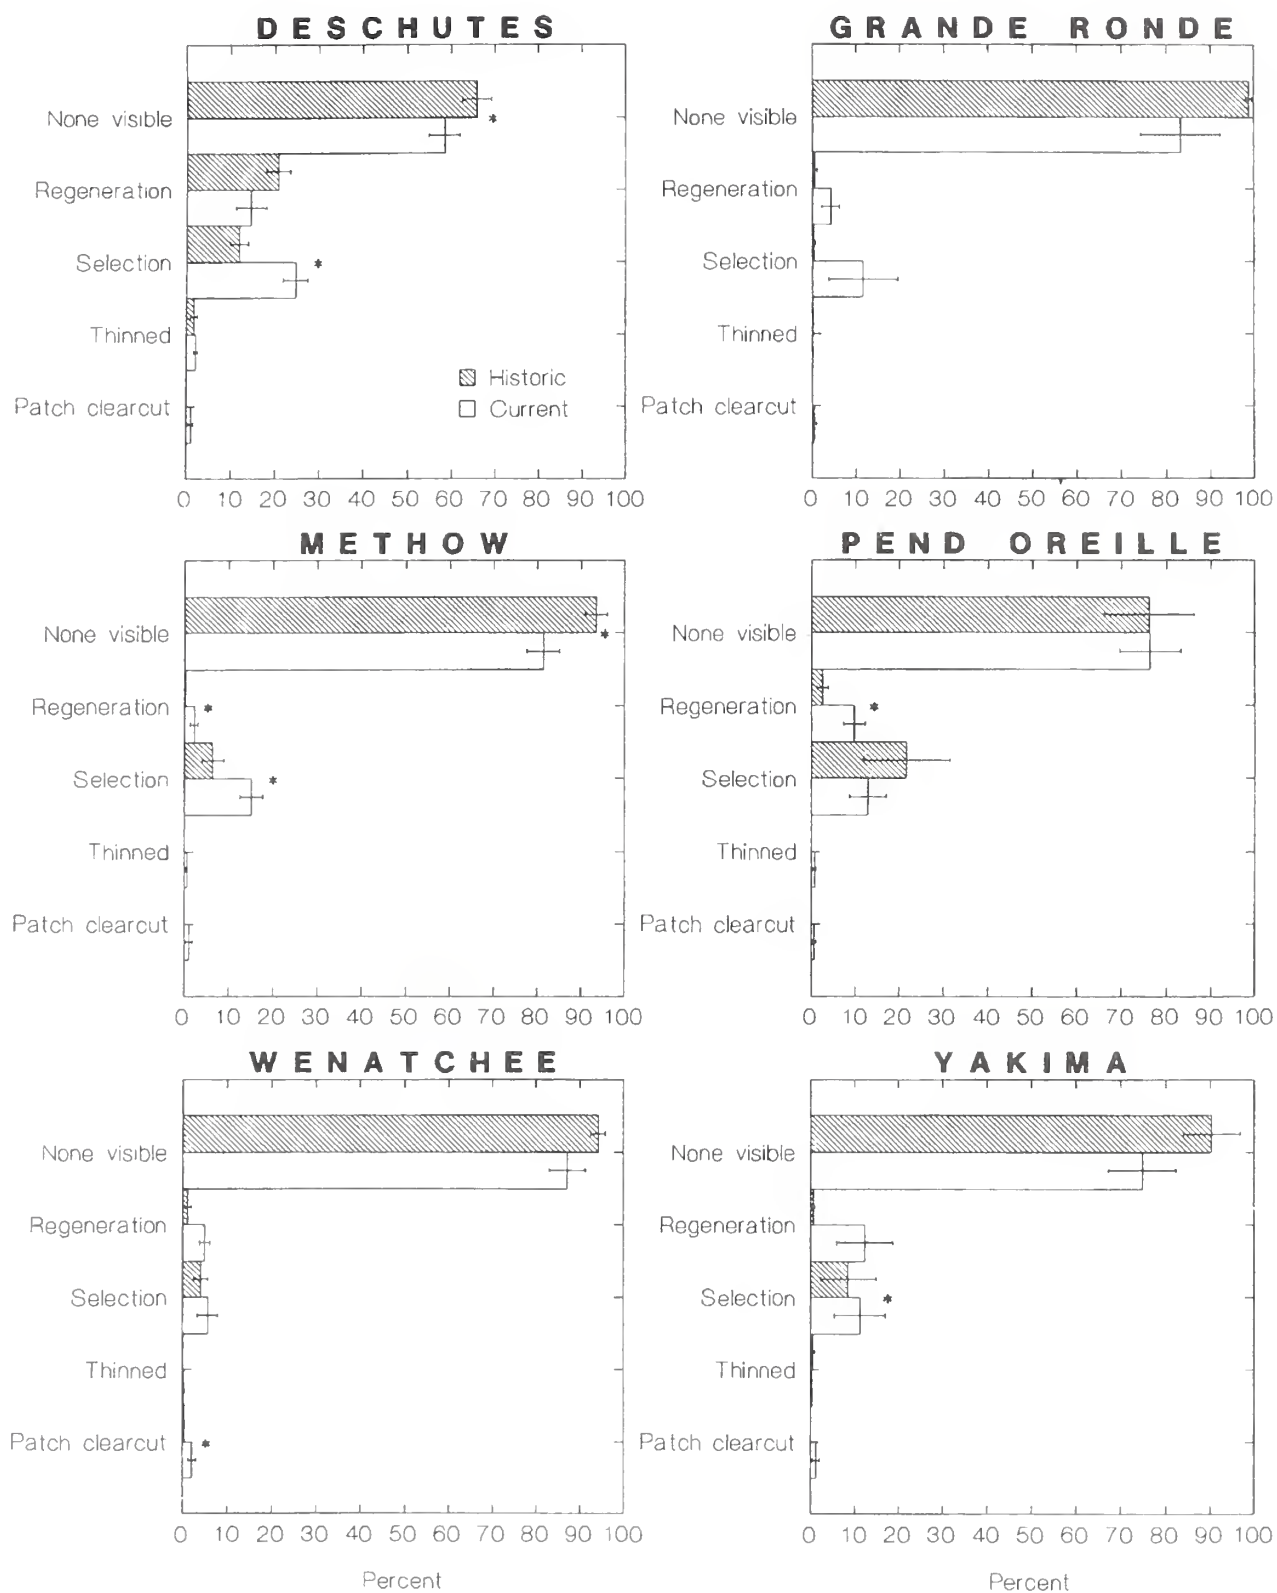 DESCHUTES
None visible
*
Regeneration
Selection
*
Thinned
Historic
Current
Patch clearcut
0 10 20 30 40 50 60 70 80 90 100
GRANDE RONDE
None visible
Regeneration
Selection
Thinned
Patch clearcut
0 10 20 30 40 50 60 70 80 90 100
METHOW
None visible
*
Regeneration
*
Selection
*
Thinned
Patch clearcut
0 10 20 30 40 50 60 70 80 90 100
PEND OREILLE
None visible
Regeneration
*
Selection
Thinned
Patch clearcut
0 10 20 30 40 50 60 70 80 90 100
WENATCHEE
None visible
Regeneration
Selection
Thinned
Patch clearcut
*
0 10 20 30 40 50 60 70 80 90 100
Percent
YAKIMA
None visible
Regeneration
Selection
*
Thinned
Patch clearcut
0 10 20 30 40 50 60 70 80 90 100
Percent